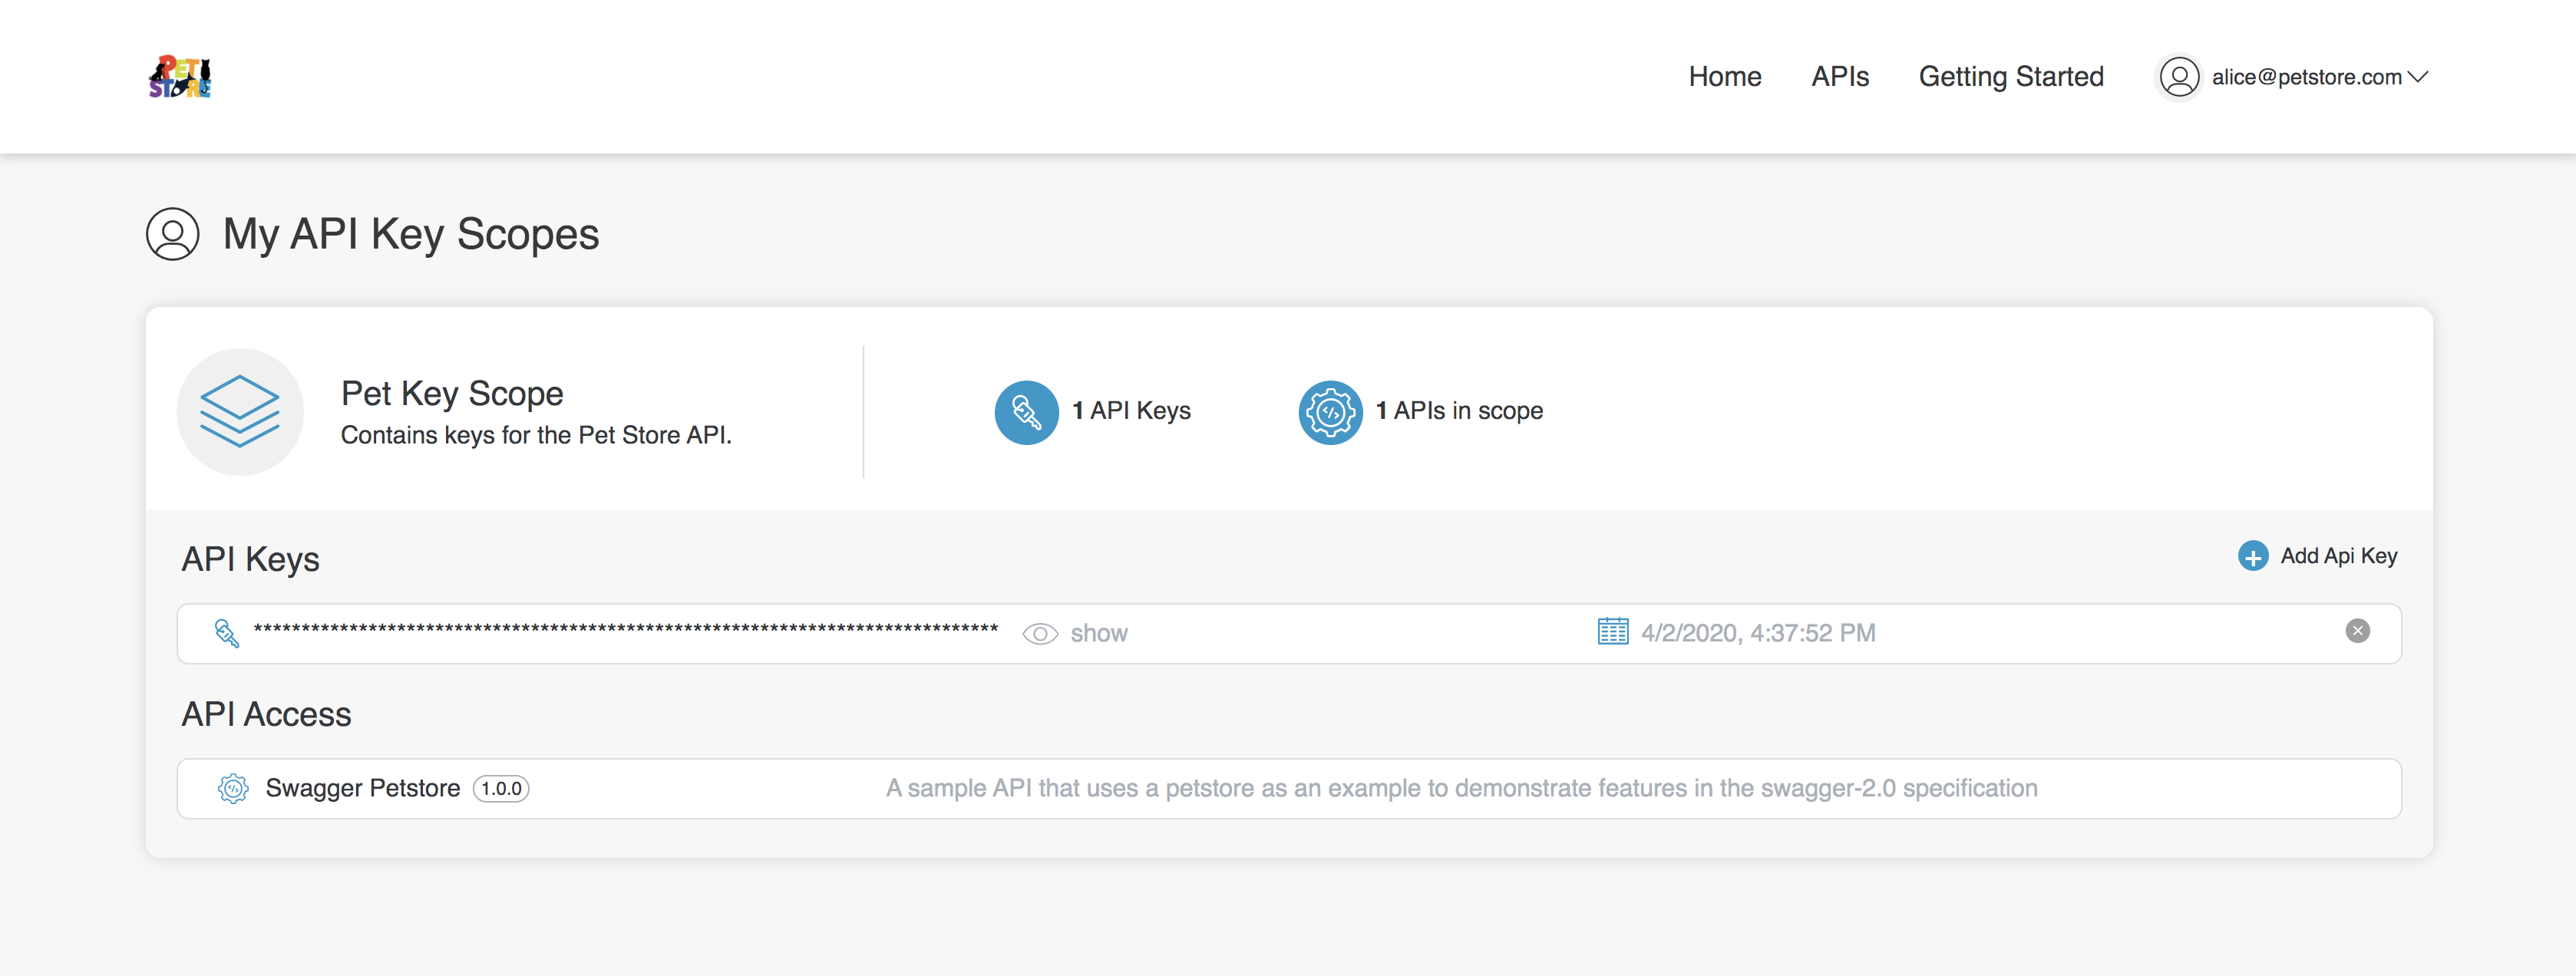 PET STORE
Home APIs Getting Started alice@petstore.com
My API Key Scopes
Pet Key Scope
Contains keys for the Pet Store API.
1 API Keys 1 APIs in scope
API Keys Add Api Key
****************************************************************************** show 4/2/2020, 4:37:52 PM
API Access
Swagger Petstore 1.0.0 A sample API that uses a petstore as an example to demonstrate features in the swagger-2.0 specification